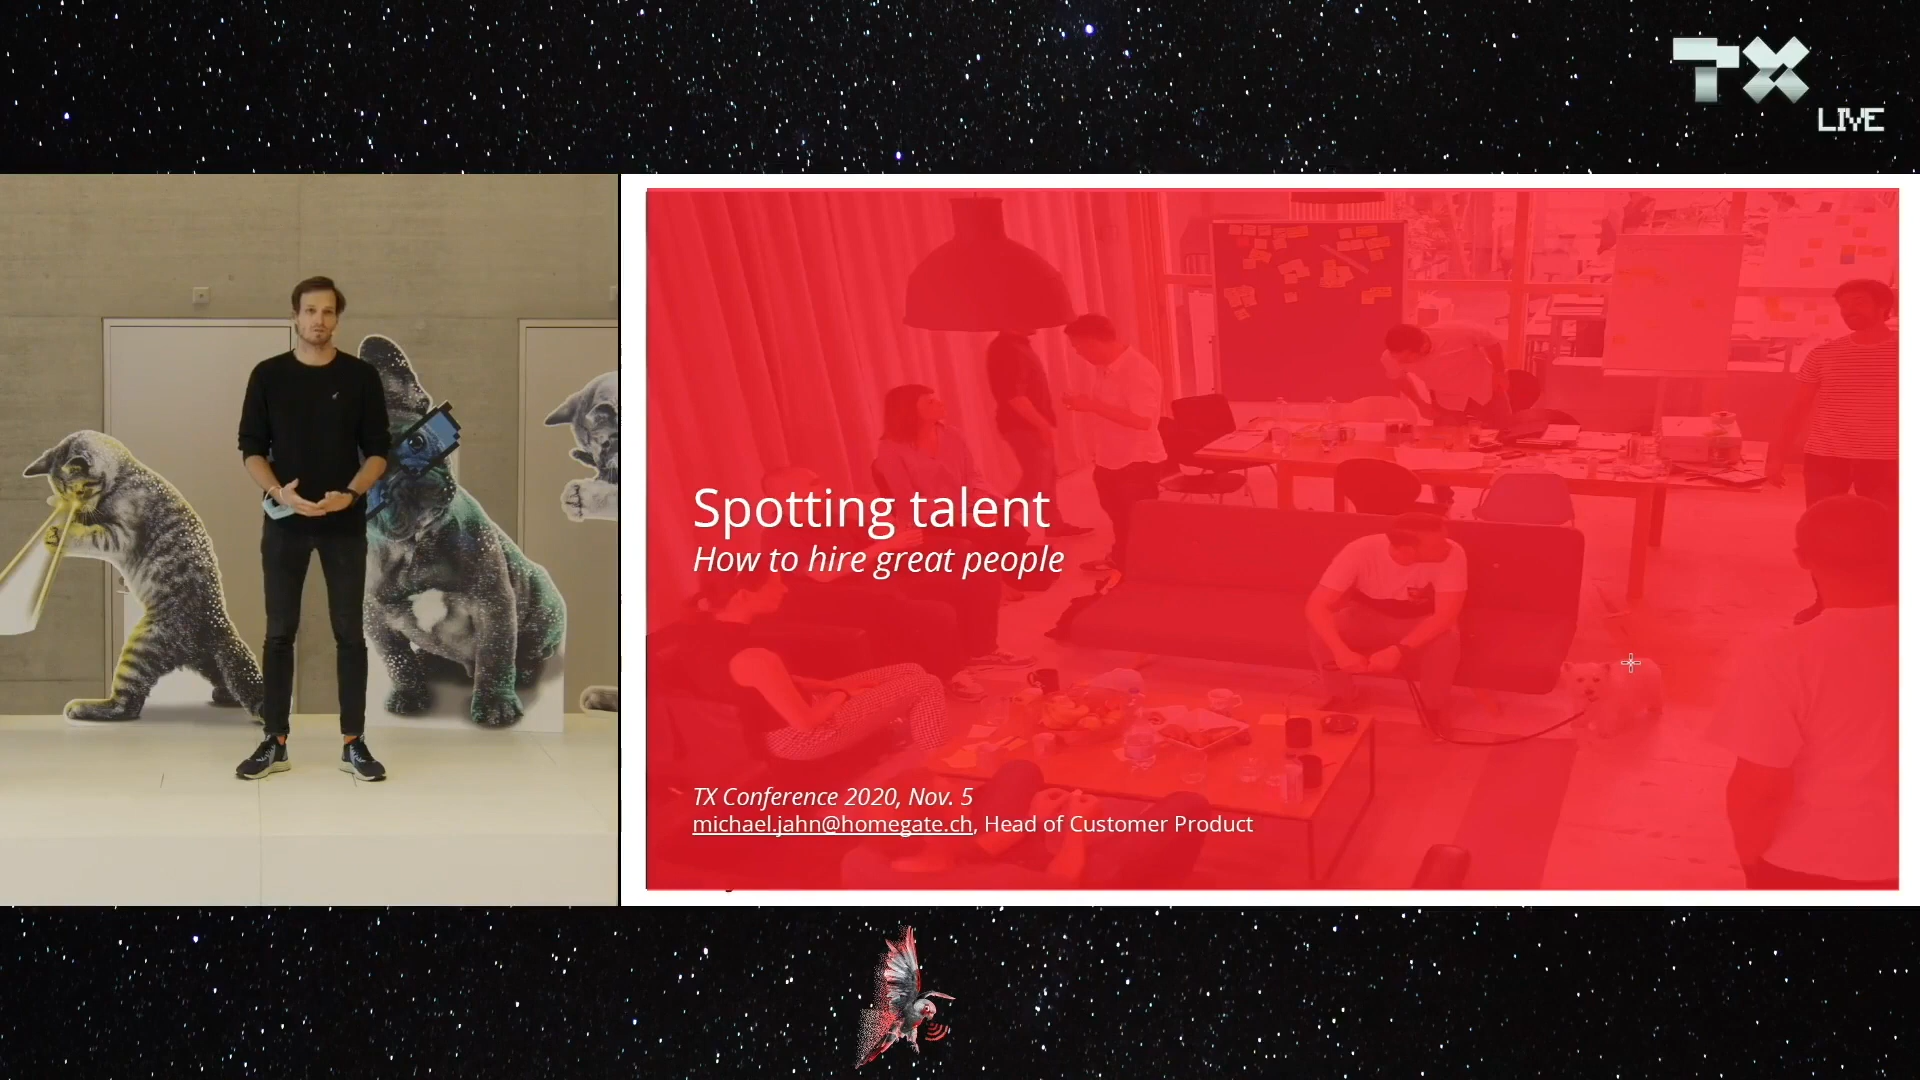 TX
LIVE
Spotting talent
How to hire great people
TX Conference 2020, Nov. 5
michael.jahn@homegate.ch, Head of Customer Product